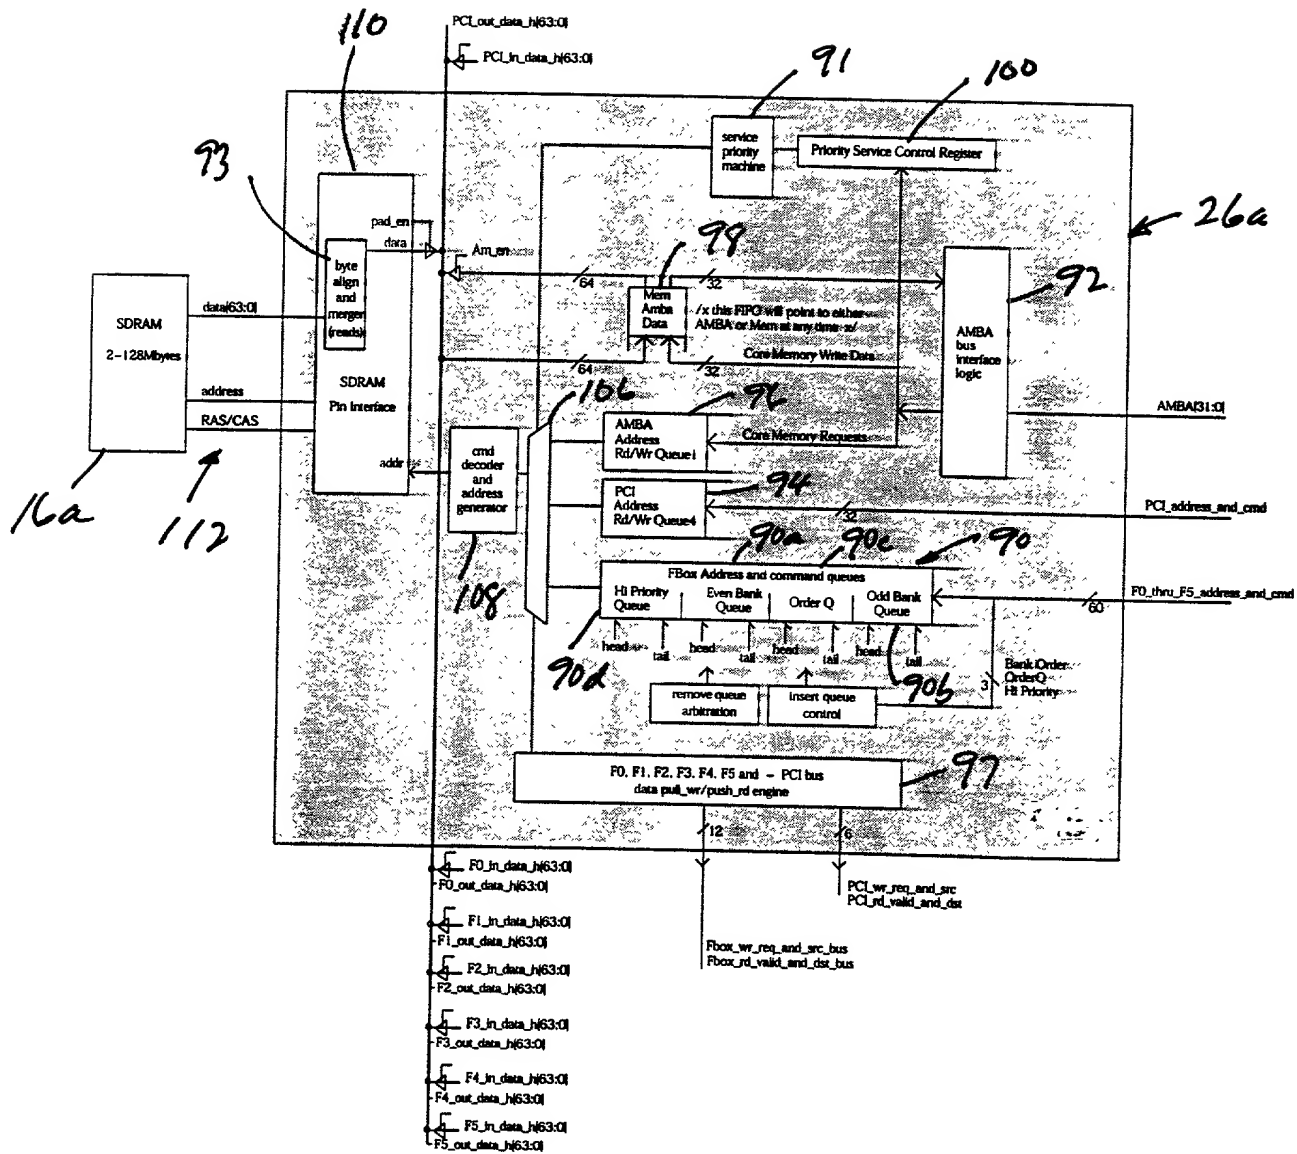 110
PCI_out_data_h[63:0]
PCI_in_data_h[63:0]
91
100
service
priority
machine
Priority Service Control Register
93
26a
pad_en
data
Am_en
98
byte
align
and
merger
(reads)
64
32
Mem
Amba
Data
/x this FIFO will point to either
AMBA or Mem at any time x/
92
SDRAM
2-128Mbytes
data[63:0]
AMBA
bus
interface
logic
Core Memory Write Data
64
32
SDRAM
Pin Interface
address
RAS/CAS
106
96
AMBA[31:0]
AMBA
Address
Rd/Wr Queue1
Core Memory Requests
addr
cmd
decoder
and
address
generator
94
PCI
Address
Rd/Wr Queue4
32
PCI_address_and_cmd
16a
112
90a
90c
90
108
FBox Address and command queues
Hi Priority
Queue
Even Bank
Queue
Order Q
Odd Bank
Queue
60
F0_thru_F5_address_and_cmd
head
tail
head
tail
head
tail
head
tail
90d
90b
remove queue
arbitration
insert queue
control
3
OrderQ
Hi Priority
97
F0, F1, F2, F3, F4, F5 and - PCI bus
data pull_wr/push_rd engine
12
6
F0_in_data_h[63:0]
F0_out_data_h[63:0]
PCI_wr_req_and_src
PCI_rd_valid_and_dst
F1_in_data_h[63:0]
F1_out_data_h[63:0]
Fbox_wr_req_and_src_bus
Fbox_rd_valid_and_dst_bus
F2_in_data_h[63:0]
F2_out_data_h[63:0]
F3_in_data_h[63:0]
F3_out_data_h[63:0]
F4_in_data_h[63:0]
F4_out_data_h[63:0]
F5_in_data_h[63:0]
F5_out_data_h[63:0]